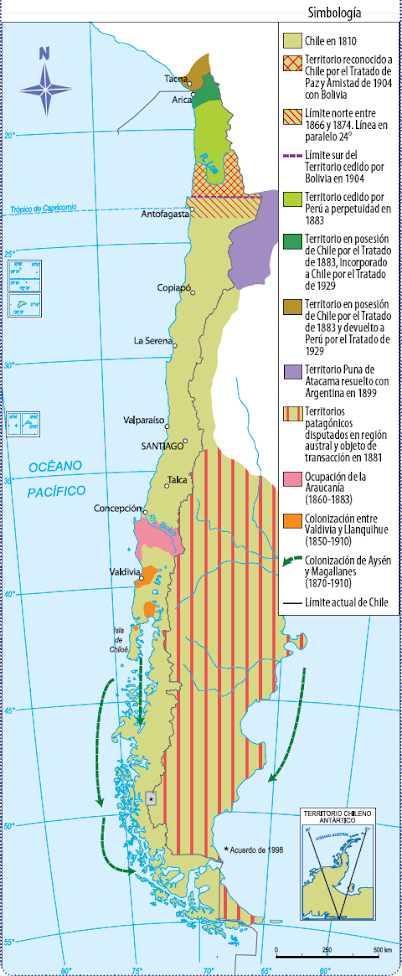 Simbología
Chile en 1810
Territorio reconocido a
Chile por el Tratado de
Paz y Amistad de 1904
con Bolivia
Límite norte entre
1866 y 1874. Línea en
paralelo 24°
Límite sur del
Territorio cedido por
Bolivia en 1904
Territorio cedido por
Perú a perpetuidad en
1883
Territorio en posesión
de Chile por el Tratado
de 1883, Incorporado
a Chile por el Tratado
de 1929
Territorio en posesión
de Chile por el Tratado
de 1883 y devuelto a
Perú por el Tratado de
1929
Territorio Puna de
Atacama resuelto con
Argentina en 1899
Territorios
patagónicos
disputados en región
austral y objeto de
transacción en 1881
Ocupación de la
Araucanía
(1860-1883)
Colonización entre
Valdivia y Llanquihue
(1850-1910)
Colonización de Aysén
y Magallanes
(1870-1910)
Límite actual de Chile
N
Tacna
Arica
20°
R. Loa
Trópico de Capricornio
Antofagasta
25°
Copiapó
La Serena
30°
Valparaíso
SANTIAGO
OCÉANO
PACÍFICO
Talca
35°
Concepción
Valdivia
40°
Isla
de
Chiloé
45°
50°
* Acuerdo de 1998
TERRITORIO CHILENO
ANTÁRTICO
OCÉANO AUSTRAL
55°
0
250
500 km
80°
75°
70°
65°
60°